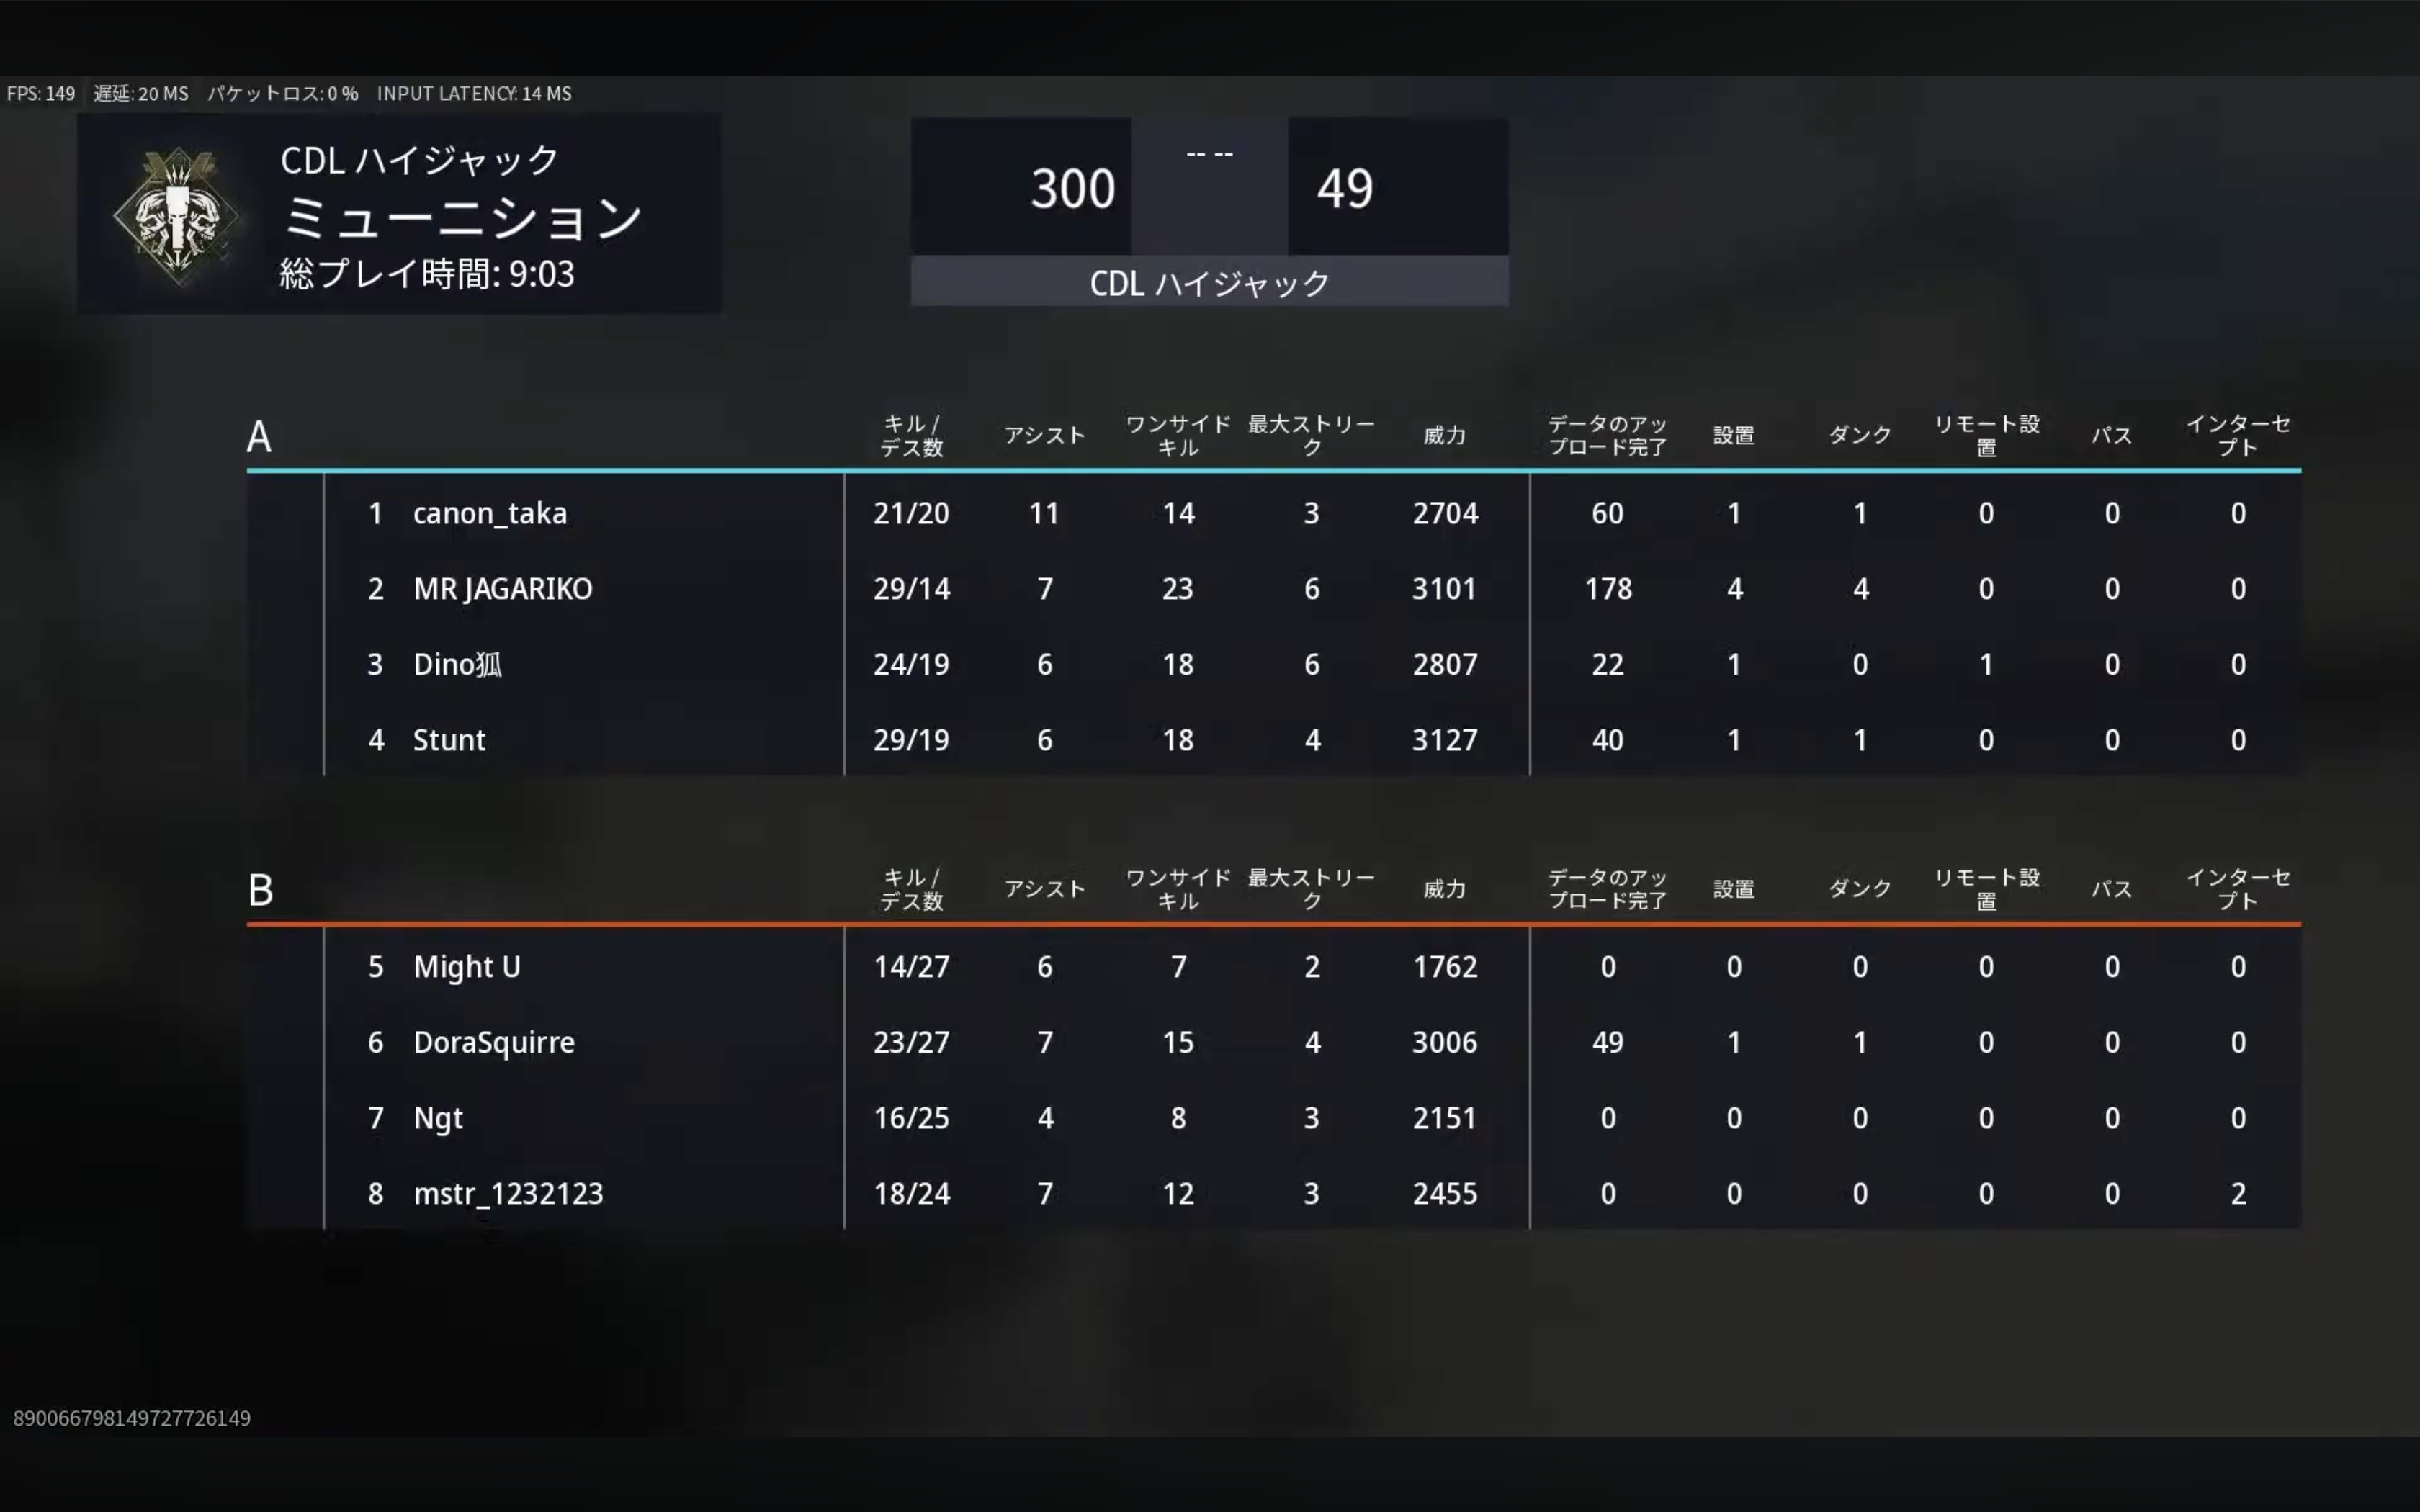 FPS: 149 遅延: 20 MS パケットロス: 0 % INPUT LATENCY: 14 MS
CDL ハイジャック
ミューニション
総プレイ時間: 9:03
300 -- -- 49
CDL ハイジャック
A キル / デス数 アシスト ワンサイドキル 最大ストリーク 威力 データのアップロード完了 設置 ダンク リモート設置 パス インターセプト
1 canon_taka 21/20 11 14 3 2704 60 1 1 0 0 0
2 MR JAGARIKO 29/14 7 23 6 3101 178 4 4 0 0 0
3 Dino狐 24/19 6 18 6 2807 22 1 0 1 0 0
4 Stunt 29/19 6 18 4 3127 40 1 1 0 0 0
B キル / デス数 アシスト ワンサイドキル 最大ストリーク 威力 データのアップロード完了 設置 ダンク リモート設置 パス インターセプト
5 Might U 14/27 6 7 2 1762 0 0 0 0 0 0
6 DoraSquirre 23/27 7 15 4 3006 49 1 1 0 0 0
7 Ngt 16/25 4 8 3 2151 0 0 0 0 0 0
8 mstr_1232123 18/24 7 12 3 2455 0 0 0 0 0 2
890066798149727726149